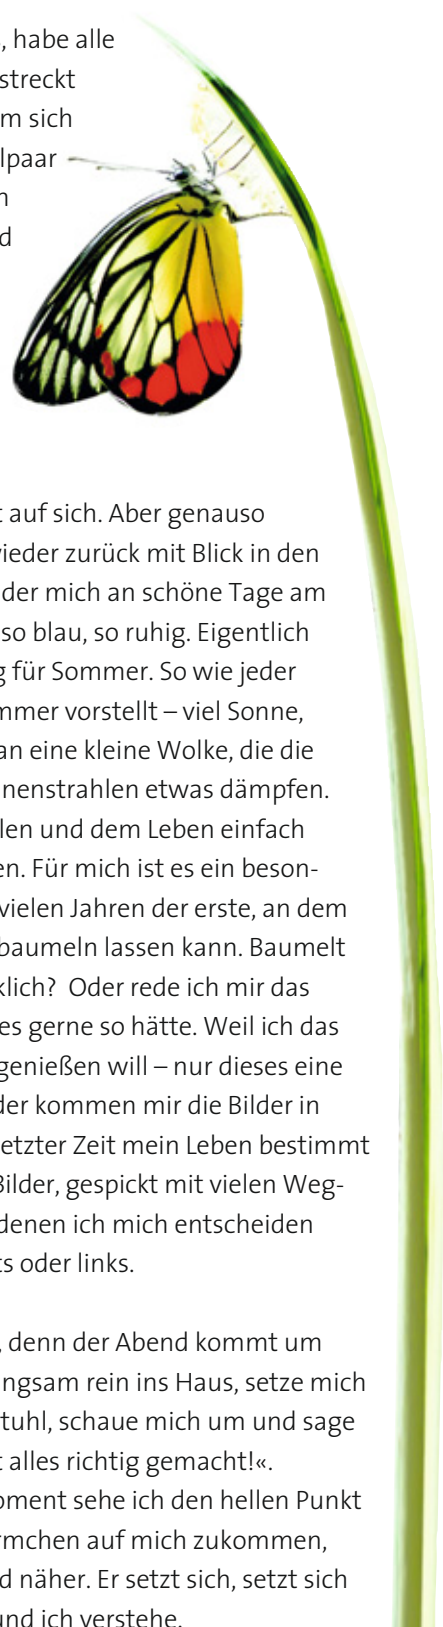 , habe alle
streckt
m sich
lpaar
n
d
t auf sich. Aber genauso
ieder zurück mit Blick in den
der mich an schöne Tage am
so blau, so ruhig. Eigentlich
g für Sommer. So wie jeder
mmer vorstellt – viel Sonne,
an eine kleine Wolke, die die
nenstrahlen etwas dämpfen.
len und dem Leben einfach
en. Für mich ist es ein beson-
vielen Jahren der erste, an dem
baumeln lassen kann. Baumelt
klich? Oder rede ich mir das
es gerne so hätte. Weil ich das
genießen will – nur dieses eine
der kommen mir die Bilder in
etzter Zeit mein Leben bestimmt
Bilder, gespickt mit vielen Weg-
denen ich mich entscheiden
ts oder links.
, denn der Abend kommt um
ngsam rein ins Haus, setze mich
tuhl, schaue mich um und sage
t alles richtig gemacht!«.
oment sehe ich den hellen Punkt
rmchen auf mich zukommen,
d näher. Er setzt sich, setzt sich
und ich verstehe.